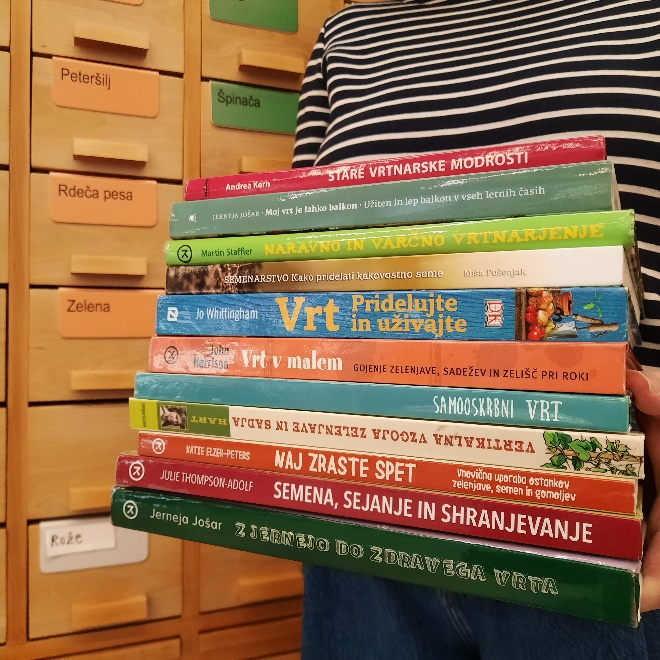 Peteršilj
Špinača
Rdeča pesa
Zelena
Rože
Andrea Kern STARE VRTNARSKE MODROSTI
JERNEJA JOŠAR · Moj vrt je lahko balkon · Užiten in lep balkon v vseh letnih časih
Martin Staffler NARAVNO IN VARČNO VRTNARJENJE
SEMENARSTVO Kako pridelati kakovostno seme Miša Pušenjak
Jo Whittingham Vrt Pridelujte
in uživajte
DK
John
Harrison Vrt v malem GOJENJE ZELENJAVE, SADEŽEV IN ZELIŠČ PRI ROKI
SAMOOSKRBNI VRT
VERTIKALNA VZGOJA ZELENJAVE IN SADJA HART
KATIE ELZER-PETERS NAJ ZRASTE SPET Vnovična uporaba ostankov
zelenjave, semen in gomoljev
JULIE THOMPSON-ADOLF SEMENA, SEJANJE IN SHRANJEVANJE
Jerneja Jošar Z JERNEJO DO ZDRAVEGA VRTA